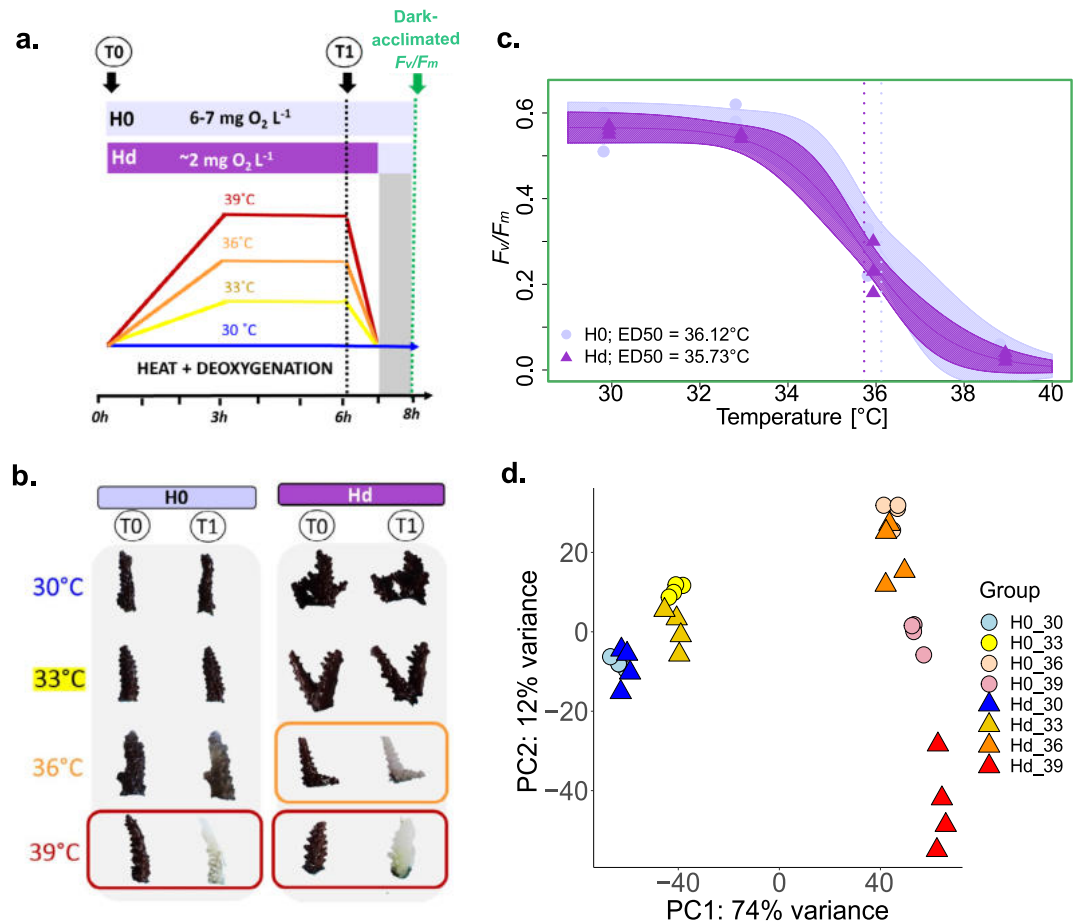 a.
T0
T1
Dark-
acclimated
Fv/Fm
H0 6-7 mg O2 L-1
Hd ~2 mg O2 L-1
39˚C
36˚C
33˚C
30 ˚C
HEAT + DEOXYGENATION
0h 3h 6h 8h
b.
H0 Hd
T0 T1 T0 T1
30°C
33°C
36°C
39°C
c.
Fv/Fm
0.6
0.4
0.2
0.0
H0; ED50 = 36.12°C
Hd; ED50 = 35.73°C
30 32 34 36 38 40
Temperature [°C]
d.
PC2: 12% variance
20
0
−20
−40
−40 0 40
PC1: 74% variance
Group
H0_30
H0_33
H0_36
H0_39
Hd_30
Hd_33
Hd_36
Hd_39